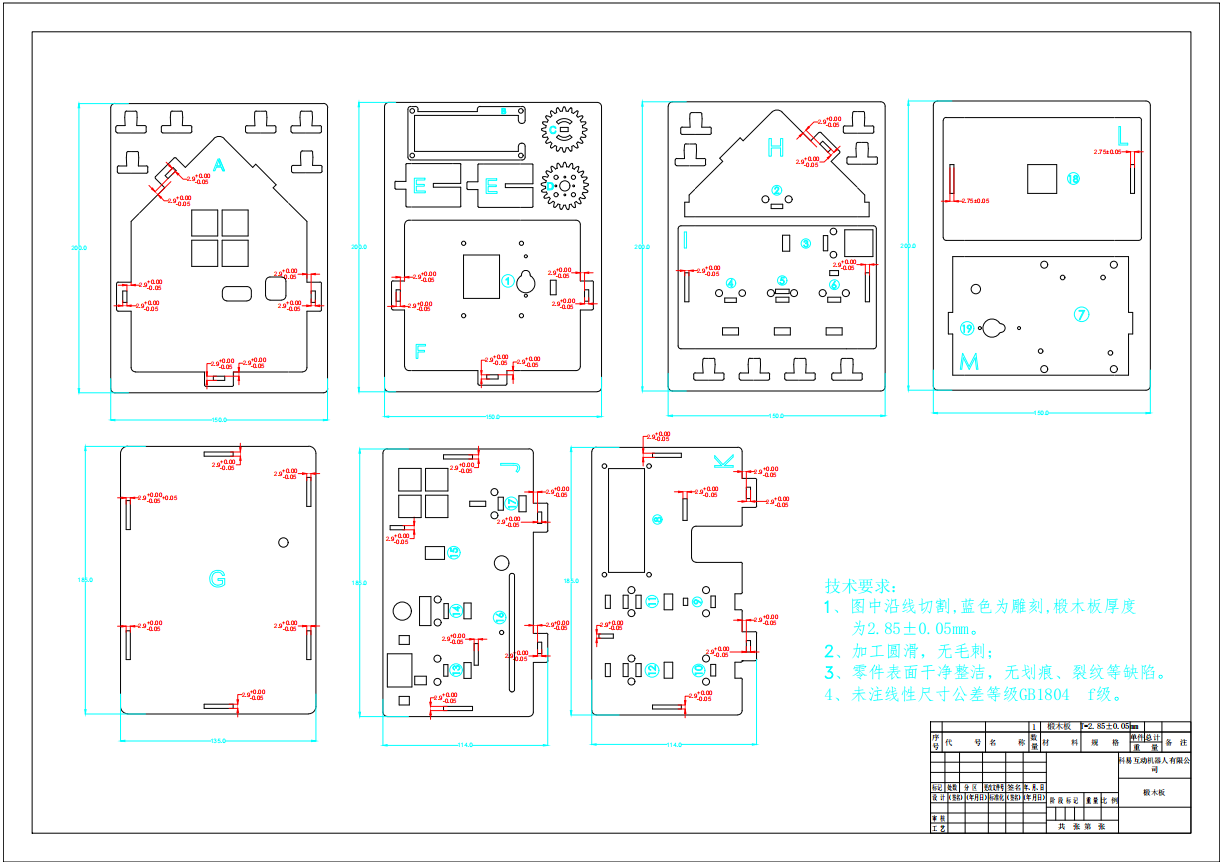 A
2.9+0.00-0.05
2.9+0.00-0.05
2.9+0.00-0.05
2.9+0.00-0.05
2.9+0.00-0.05
2.9+0.00-0.05
2.9+0.00-0.05
2.9+0.00-0.05
200.0
150.0
B
C
D
E
E
F
①
2.9+0.00-0.05
2.9+0.00-0.05
2.9+0.00-0.05
2.9+0.00-0.05
2.9+0.00-0.05
2.9+0.00-0.05
200.0
150.0
H
②
2.9+0.00-0.05
2.9+0.00-0.05
I
③
④
⑤
⑥
2.9+0.00-0.05
2.9+0.00-0.05
200.0
150.0
L
2.75±0.05
⑱
2.75±0.05
⑦
⑲
M
200.0
150.0
G
2.9+0.00-0.05
2.9+0.00-0.05
2.9+0.00-0.05+0.05
2.9+0.00-0.05
2.9+0.00-0.05
2.9+0.00-0.05
185.0
135.0
J
2.9+0.00-0.05
2.9+0.00-0.05
2.9+0.00-0.05
2.9+0.00-0.05
⑰
⑮
⑭
⑯
⑬
2.9+0.00-0.05
2.9+0.00-0.05
2.9+0.00-0.05
2.9+0.00-0.05
185.0
114.0
K
2.9+0.00-0.05
2.9+0.00-0.05
2.9+0.00-0.05
2.9+0.00-0.05
⑧
⑪
⑨
⑫
⑩
2.9+0.00-0.05
2.9+0.00-0.05
2.9+0.00-0.05
185.0
114.0
技术要求:
1、图中沿线切割,蓝色为雕刻,椴木板厚度
为2.85±0.05mm。
2、加工圆滑，无毛刺;
3、零件表面干净整洁，无划痕、裂纹等缺陷。
4、未注线性尺寸公差等级GB1804 f级。
1 椴木板 T=2.85±0.05mm
序号 代 号 名 称 数量 材 料 规 格 单件 总计 重 量 备 注
科易互动机器人有限公司
标记 处数 分 区 更改文件号 签名 年.月.日
设 计 (签名) (年月日) 标准化 (签名) (年月日)
阶 段 标 记 重 量 比 例
椴木板
审 核
工 艺
共 张 第 张